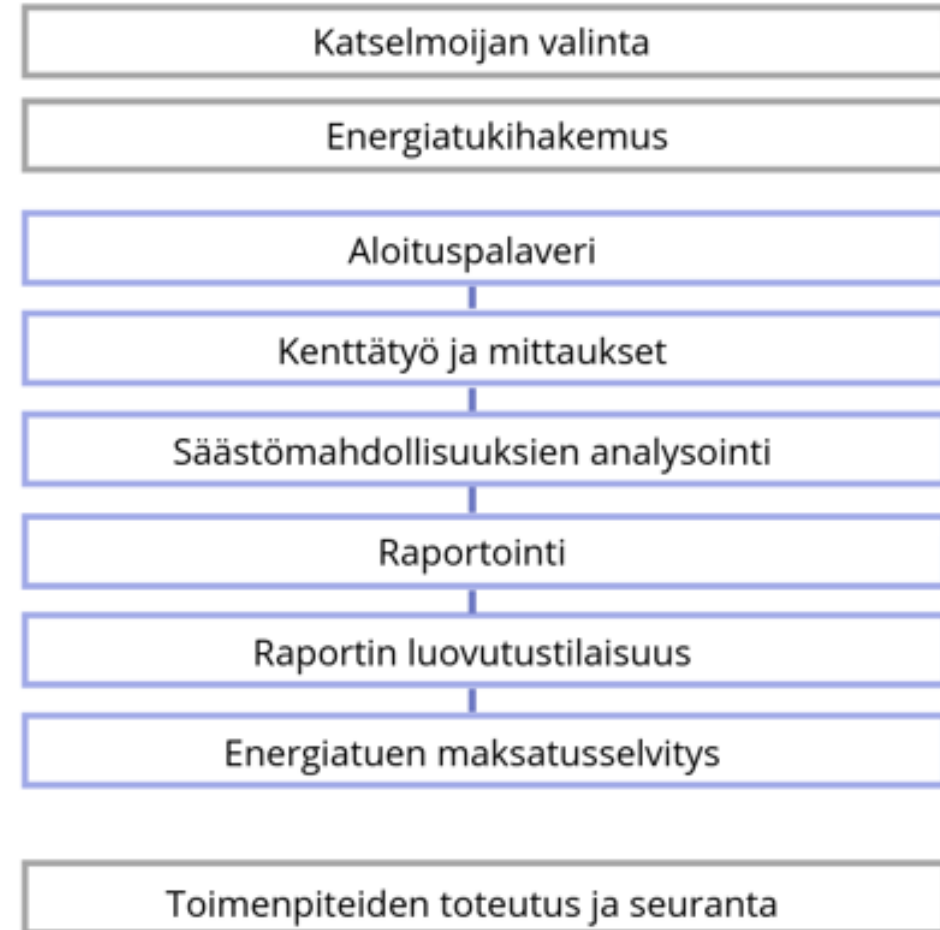 Katselmoijan valinta
Energiatukihakemus
Aloituspalaveri
Kenttätyö ja mittaukset
Säästömahdollisuuksien analysointi
Raportointi
Raportin luovutustilaisuus
Energiatuen maksatusselvitys
Toimenpiteiden toteutus ja seuranta